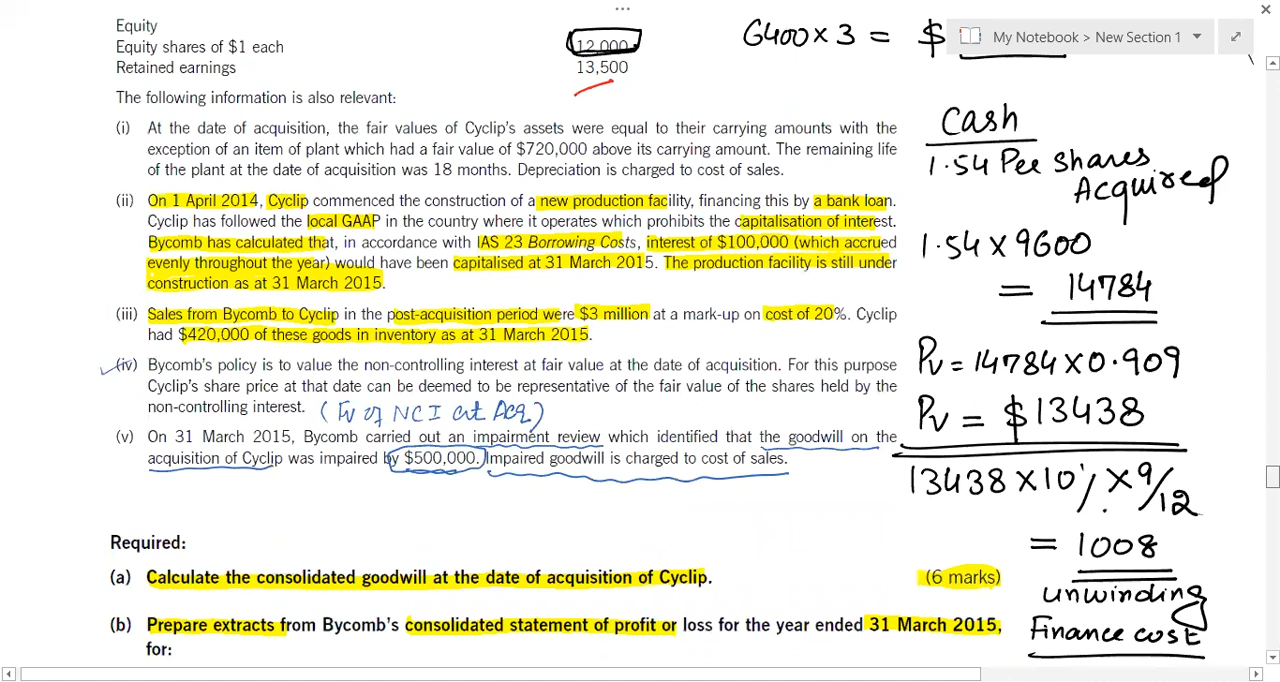 Equity
Equity shares of $1 each 12,000
Retained earnings 13,500
The following information is also relevant:
(i) At the date of acquisition, the fair values of Cyclip's assets were equal to their carrying amounts with the
exception of an item of plant which had a fair value of $720,000 above its carrying amount. The remaining life
of the plant at the date of acquisition was 18 months. Depreciation is charged to cost of sales.
(ii) On 1 April 2014, Cyclip commenced the construction of a new production facility, financing this by a bank loan.
Cyclip has followed the local GAAP in the country where it operates which prohibits the capitalisation of interest.
Bycomb has calculated that, in accordance with IAS 23 Borrowing Costs, interest of $100,000 (which accrued
evenly throughout the year) would have been capitalised at 31 March 2015. The production facility is still under
construction as at 31 March 2015.
(iii) Sales from Bycomb to Cyclip in the post-acquisition period were $3 million at a mark-up on cost of 20%. Cyclip
had $420,000 of these goods in inventory as at 31 March 2015.
(iv) Bycomb's policy is to value the non-controlling interest at fair value at the date of acquisition. For this purpose
Cyclip's share price at that date can be deemed to be representative of the fair value of the shares held by the
non-controlling interest. (FV of NCI at Acq)
(v) On 31 March 2015, Bycomb carried out an impairment review which identified that the goodwill on the
acquisition of Cyclip was impaired by $500,000. Impaired goodwill is charged to cost of sales.
Required:
(a) Calculate the consolidated goodwill at the date of acquisition of Cyclip. (6 marks)
(b) Prepare extracts from Bycomb's consolidated statement of profit or loss for the year ended 31 March 2015,
for:
6400 × 3 = $
My Notebook > New Section 1
Cash
1.54 Per shares
Acquired
1.54 × 9600
= 14784
PV = 14784 × 0.909
PV = $13438
13438 × 10% × 9/12
= 1008
unwinding
Finance cost